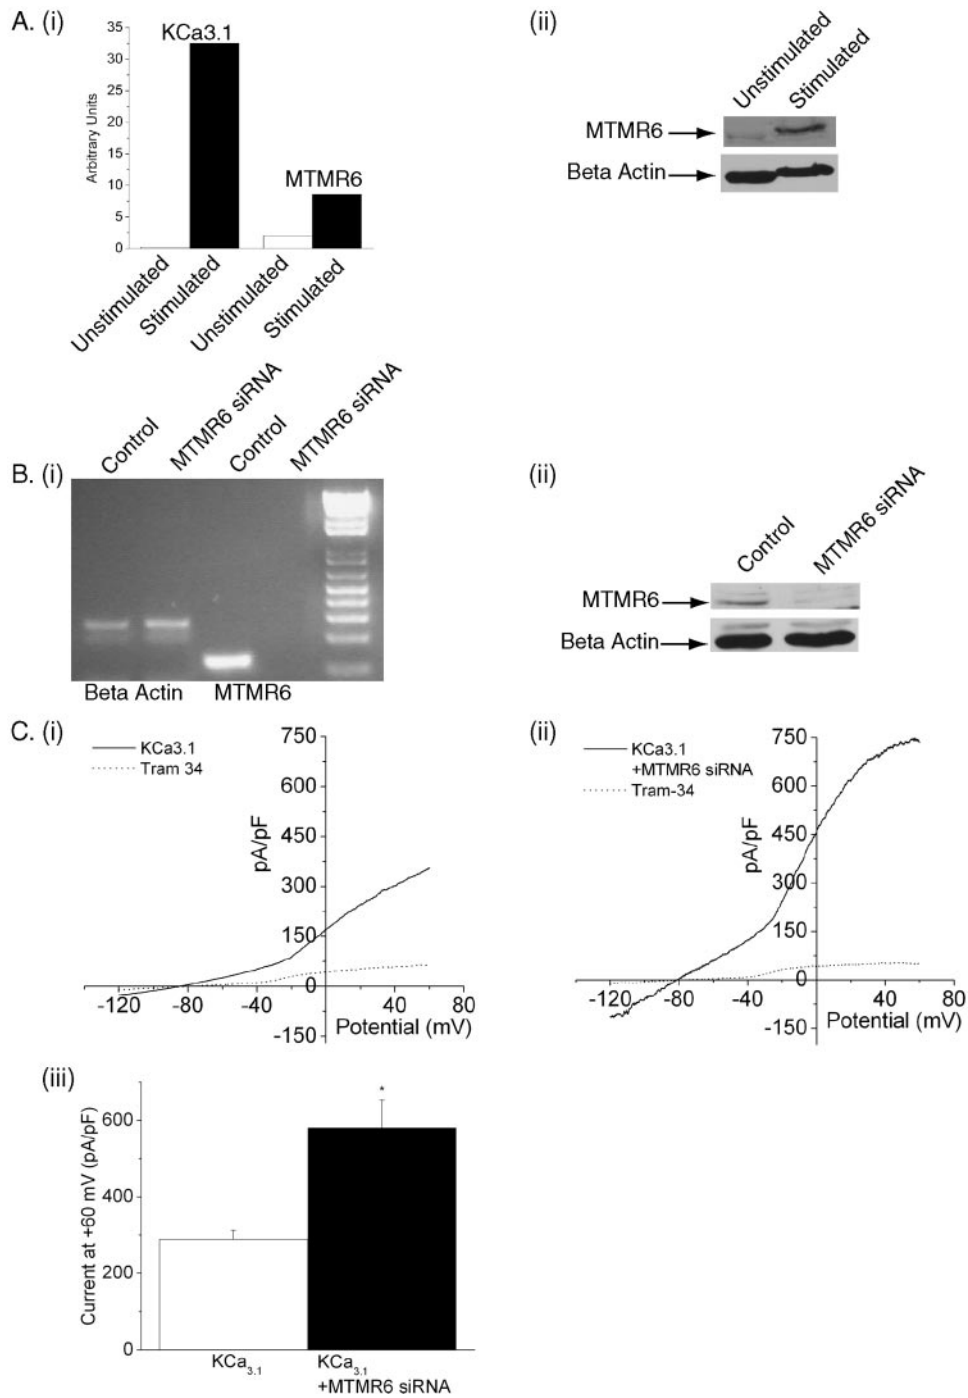 A. (i)
35
30
25
20
15
10
5
0
Arbitrary Units
KCa3.1
MTMR6
Unstimulated
Stimulated
Unstimulated
Stimulated
(ii)
Unstimulated
Stimulated
MTMR6
Beta Actin
B. (i)
Control
MTMR6 siRNA
Control
MTMR6 siRNA
Beta Actin
MTMR6
(ii)
Control
MTMR6 siRNA
MTMR6
Beta Actin
C. (i)
KCa3.1
Tram 34
pA/pF
750
600
450
300
150
0
-150
-120
-80
-40
40
80
Potential (mV)
(ii)
KCa3.1
+MTMR6 siRNA
Tram-34
pA/pF
750
600
450
300
150
0
-150
-120
-80
-40
40
80
Potential (mV)
(iii)
Current at +60 mV (pA/pF)
600
400
200
0
*
KCa3.1
KCa3.1
+MTMR6 siRNA